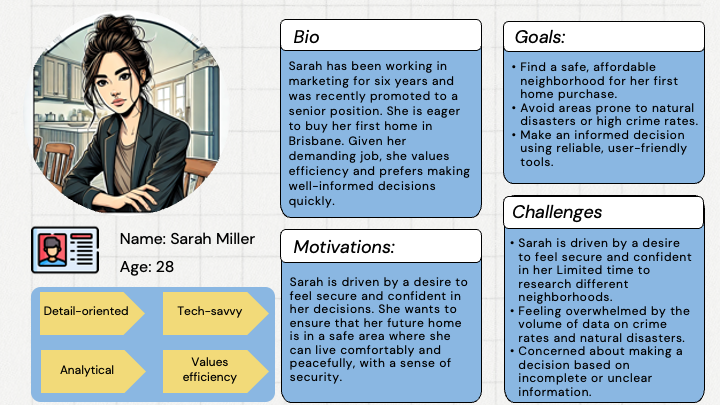 Bio
Sarah has been working in
marketing for six years and
was recently promoted to a
senior position. She is eager
to buy her first home in
Brisbane. Given her
demanding job, she values
efficiency and prefers making
well-informed decisions
quickly.
Goals:
• Find a safe, affordable
neighborhood for her first
home purchase.
• Avoid areas prone to natural
disasters or high crime rates.
• Make an informed decision
using reliable, user-friendly
tools.
Name: Sarah Miller
Age: 28
Detail-oriented
Tech-savvy
Analytical
Values
efficiency
Motivations:
Sarah is driven by a desire to
feel secure and confident in
her decisions. She wants to
ensure that her future home
is in a safe area where she
can live comfortably and
peacefully, with a sense of
security.
Challenges
• Sarah is driven by a desire
to feel secure and confident
in her Limited time to
research different
neighborhoods.
• Feeling overwhelmed by the
volume of data on crime
rates and natural disasters.
• Concerned about making a
decision based on
incomplete or unclear
information.